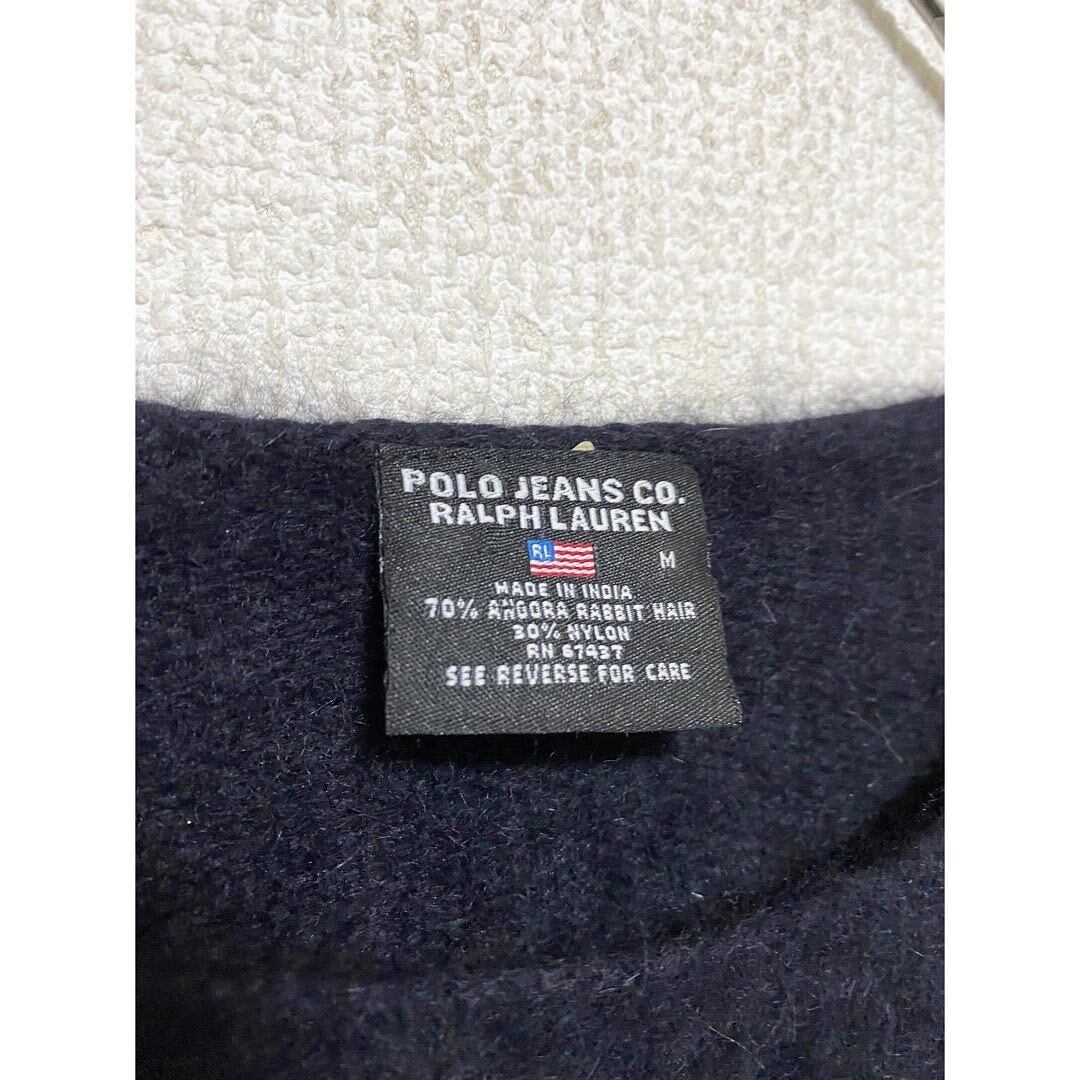 POLO JEANS CO.
RALPH LAUREN
RL M
MADE IN INDIA
70% ANGORA RABBIT HAIR
30% NYLON
RN 67437
SEE REVERSE FOR CARE